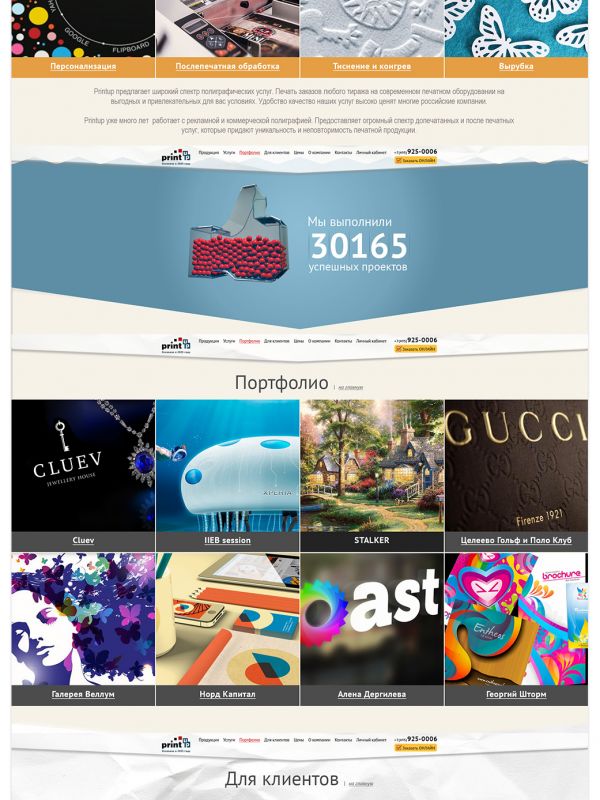 YAH
GOOGLE
FLIPBOARD
Персонализация
Послепечатная обработка
Тиснение и конгрев
Вырубка
Printup предлагает широкий спектр полиграфических услуг. Печать заказов любого тиража на современном печатном оборудовании на
выгодных и привлекательных для вас условиях. Удобство качество наших услуг высоко ценят многие российские компании.
Printup уже много лет работает с рекламной и коммерческой полиграфией. Предоставляет огромный спектр допечатанных и после печатных
услуг, которые придают уникальность и неповторимость печатной продукции.
print up
Продукция Услуги Портфолио Для клиентов Цены О компании Контакты Личный кабинет
925-0006
Заказать ОНЛАЙН
Мы выполнили
30165
успешных проектов
print up
Продукция Услуги Портфолио Для клиентов Цены О компании Контакты Личный кабинет
925-0006
Заказать ОНЛАЙН
Портфолио | на главную
CLUEV
JEWELLERY HOUSE
XPERIA
GUCCI
Firenze 1921
Cluev
IIEB session
STALKER
Целеево Гольф и Поло Клуб
ast
brochure
Entheos
Галерея Веллум
Норд Капитал
Алена Дергилева
Георгий Шторм
print up
Продукция Услуги Портфолио Для клиентов Цены О компании Контакты Личный кабинет
925-0006
Заказать ОНЛАЙН
Для клиентов | на главную